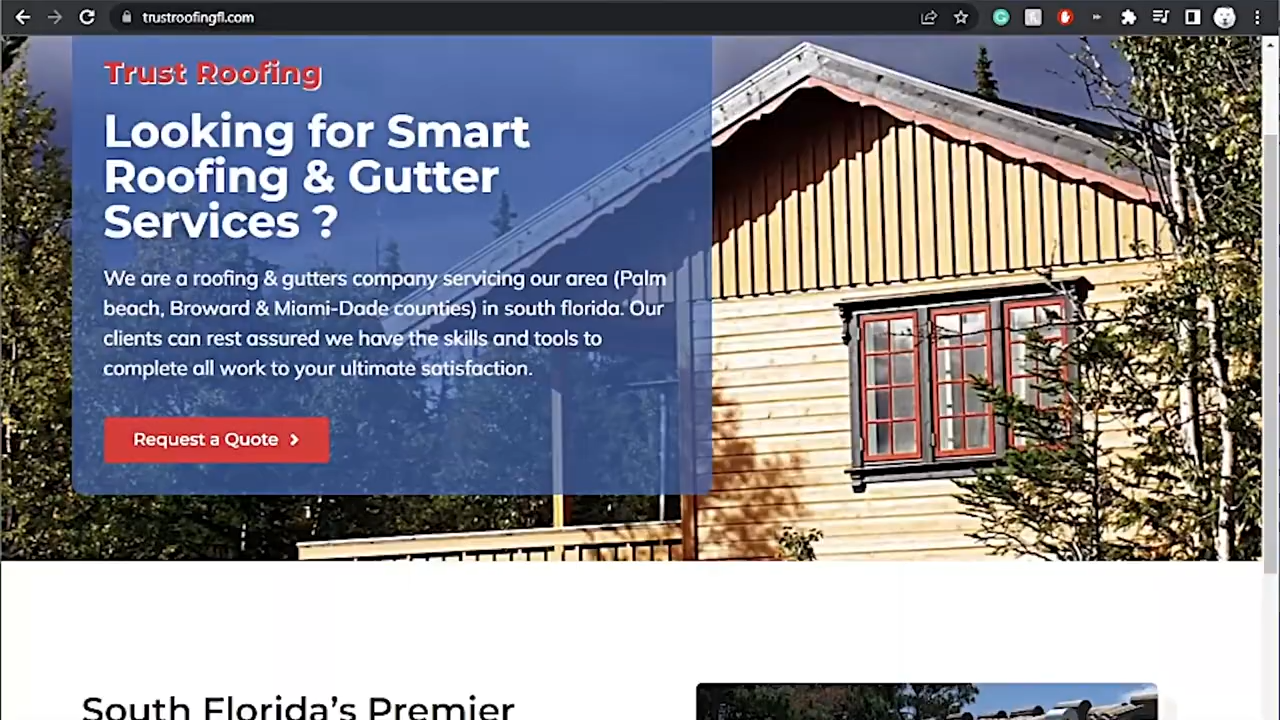 trustroofingfl.com
Trust Roofing
Looking for Smart
Roofing & Gutter
Services ?
We are a roofing & gutters company servicing our area (Palm
beach, Broward & Miami-Dade counties) in south florida. Our
clients can rest assured we have the skills and tools to
complete all work to your ultimate satisfaction.
Request a Quote
South Florida's Premier